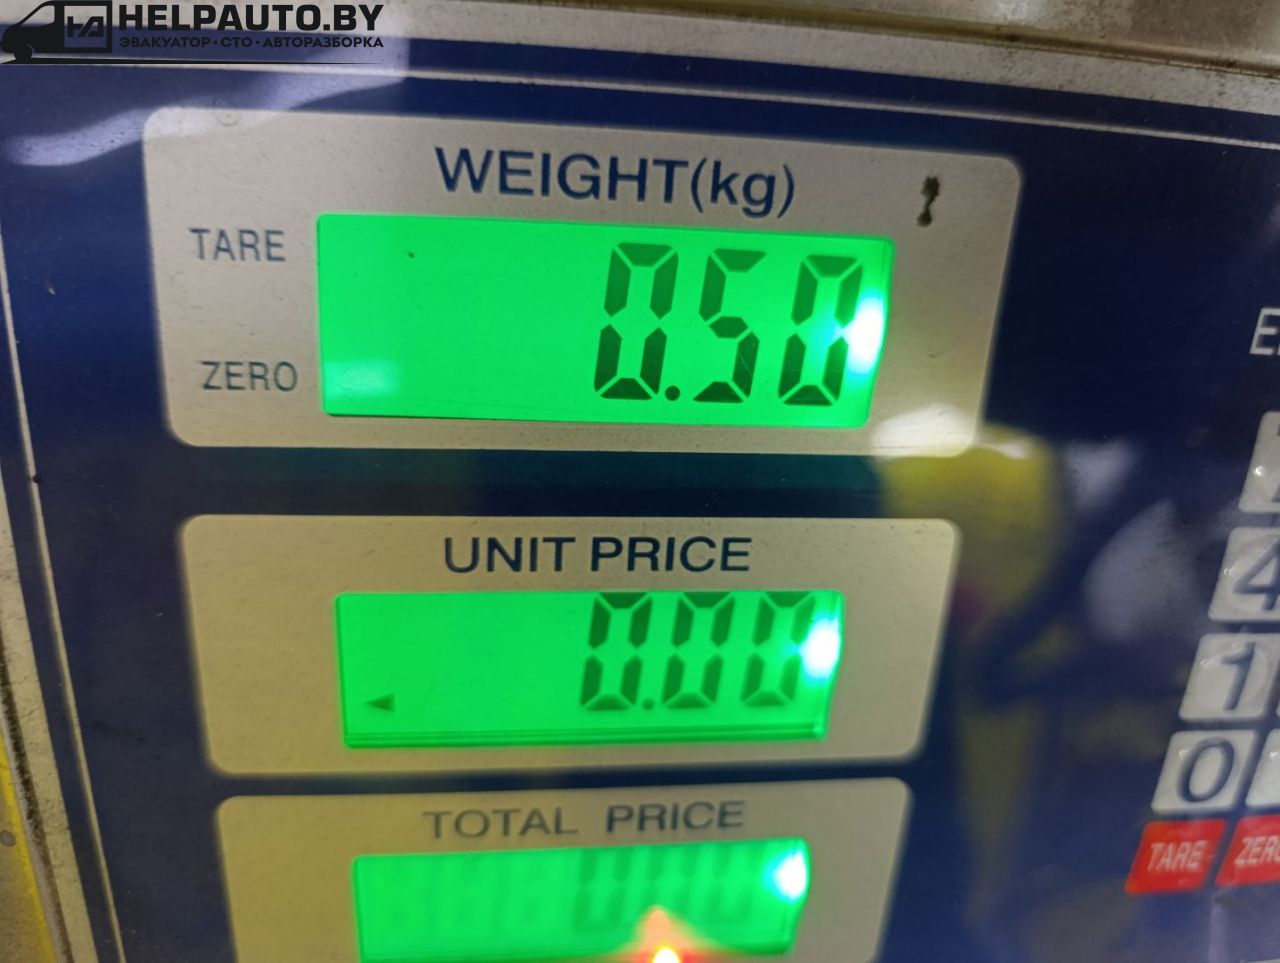 HELPAUTO.BY
ЭВАКУАТОР·СТО·АВТОРАЗБОРКА
WEIGHT(kg)
TARE
0.50
ZERO
UNIT PRICE
0.00
4
1
0
TOTAL PRICE
TARE